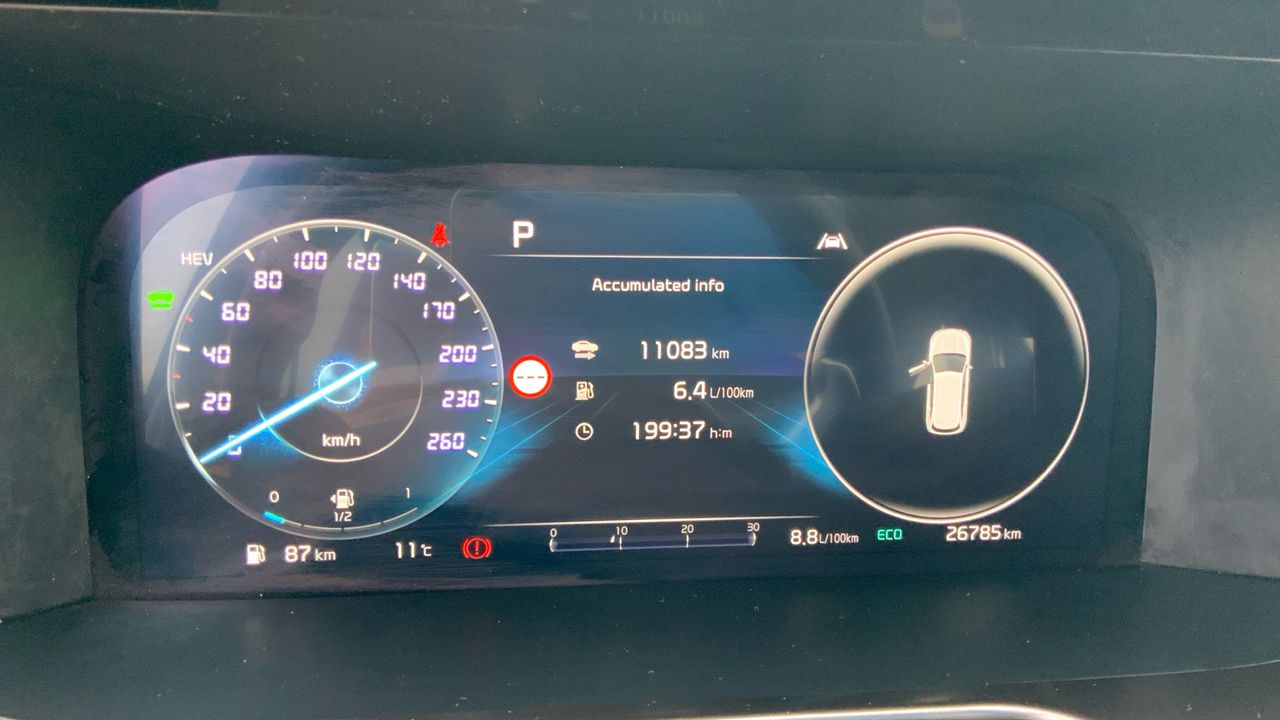 P
HEV
0
20
40
60
80
100
120
140
170
200
230
260
km/h
0 1/2 1
87 km
11°C
Accumulated info
11083 km
6.4 L/100km
199:37 h:m
---
0 10 20 30
8.8 L/100km
ECO
26785 km